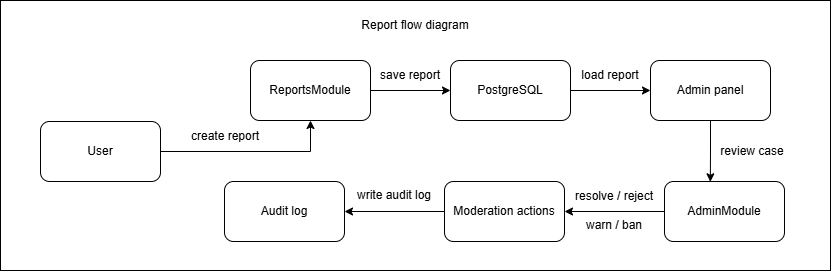 Report flow diagram
ReportsModule
save report
PostgreSQL
load report
Admin panel
User
create report
review case
Audit log
write audit log
Moderation actions
resolve / reject
warn / ban
AdminModule